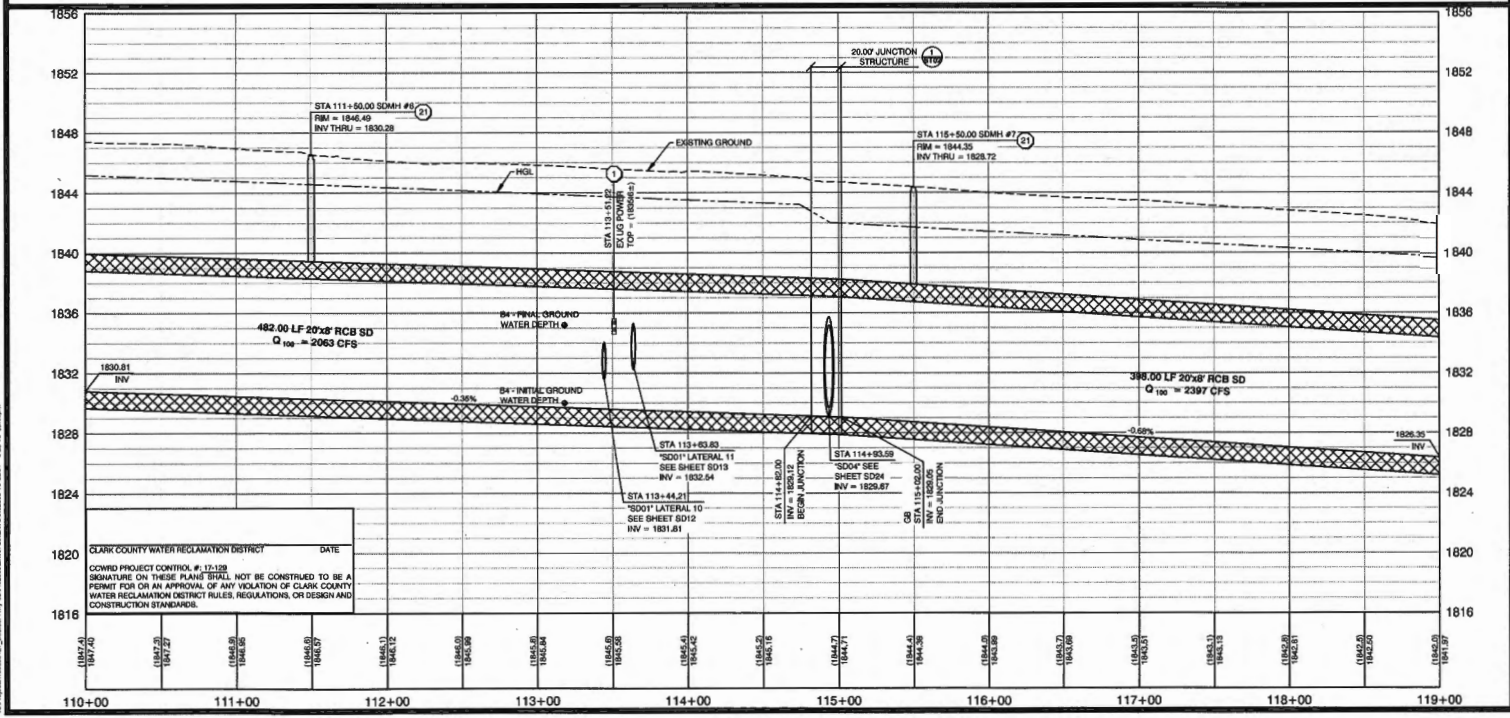 1856
1852
1848
1844
1840
1836
1832
1828
1824
1820
1816
1856
1852
1848
1844
1840
1836
1832
1828
1824
1820
1816
20.00' JUNCTION
STRUCTURE
1
ST02
STA 111+50.00 SDMH #6
RIM = 1846.49
INV THRU = 1830.28
21
EXISTING GROUND
HGL
1
STA 113+51.22
EX UG POWER
STA 115+50.00 SDMH #7
RIM = 1844.35
INV THRU = 1828.72
21
482.00 LF 20'x8' RCB SD
Q100 = 2063 CFS
B4 - FINAL GROUND
WATER DEPTH
1830.81
INV
-0.35%
B4 - INITIAL GROUND
WATER DEPTH
398.00 LF 20'x8' RCB SD
Q100 = 2397 CFS
-0.68%
1826.35
INV
STA 113+63.83
"SD01" LATERAL 11
SEE SHEET SD13
INV = 1832.54
STA 113+44.21
"SD01" LATERAL 10
SEE SHEET SD12
INV = 1831.81
STA 114+82.00
INV = 1829.12
BEGIN JUNCTION
STA 114+93.59
"SD04" SEE
SHEET SD24
INV = 1829.67
GB
STA 115+02.00
INV = 1829.05
END JUNCTION
CLARK COUNTY WATER RECLAMATION DISTRICT DATE
CCWRD PROJECT CONTROL #: 17-129
SIGNATURE ON THESE PLANS SHALL NOT BE CONSTRUED TO BE A
PERMIT FOR OR AN APPROVAL OF ANY VIOLATION OF CLARK COUNTY
WATER RECLAMATION DISTRICT RULES, REGULATIONS, OR DESIGN AND
CONSTRUCTION STANDARDS.
(1847.4)
1847.40
(1847.3)
1847.27
(1846.9)
1846.95
(1846.6)
1846.57
(1846.1)
1846.12
(1846.0)
1845.99
(1845.8)
1845.84
(1845.6)
1845.58
(1845.4)
1845.42
(1845.2)
1845.15
(1844.7)
1844.71
(1844.4)
1844.39
(1844.0)
1843.99
(1843.7)
1843.69
(1843.5)
1843.51
(1843.1)
1843.13
(1842.8)
1842.81
(1842.5)
1842.50
(1842.0)
1841.97
110+00
111+00
112+00
113+00
114+00
115+00
116+00
117+00
118+00
119+00